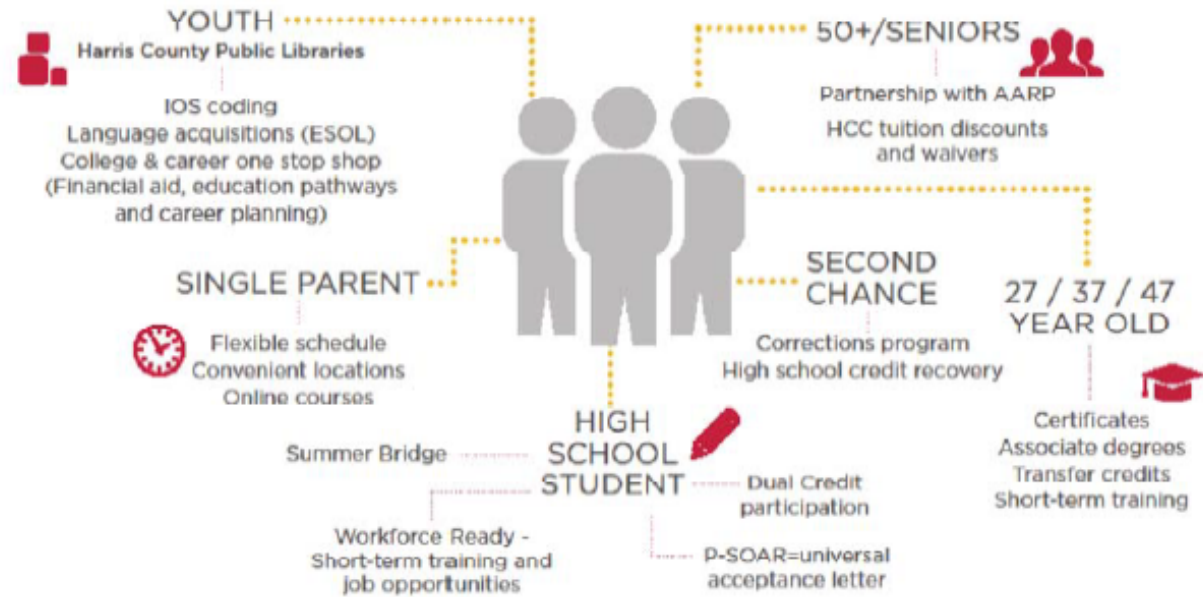 YOUTH
Harris County Public Libraries
IOS coding
Language acquisitions (ESOL)
College & career one stop shop
(Financial aid, education pathways
and career planning)
50+/SENIORS
Partnership with AARP
HCC tuition discounts
and waivers
SINGLE PARENT
Flexible schedule
Convenient locations
Online courses
SECOND
CHANCE
Corrections program
High school credit recovery
27 / 37 / 47
YEAR OLD
Certificates
Associate degrees
Transfer credits
Short-term training
HIGH
SCHOOL
STUDENT
Summer Bridge
Dual Credit
participation
Workforce Ready -
Short-term training and
job opportunities
P-SOAR=universal
acceptance letter